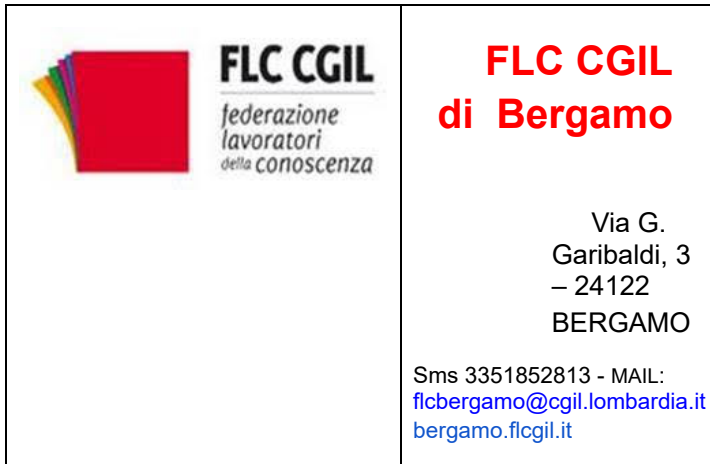 FLC CGIL
federazione
lavoratori
della conoscenza
FLC CGIL
di Bergamo
Via G.
Garibaldi, 3
– 24122
BERGAMO
Sms 3351852813 - MAIL:
flcbergamo@cgil.lombardia.it
bergamo.flcgil.it